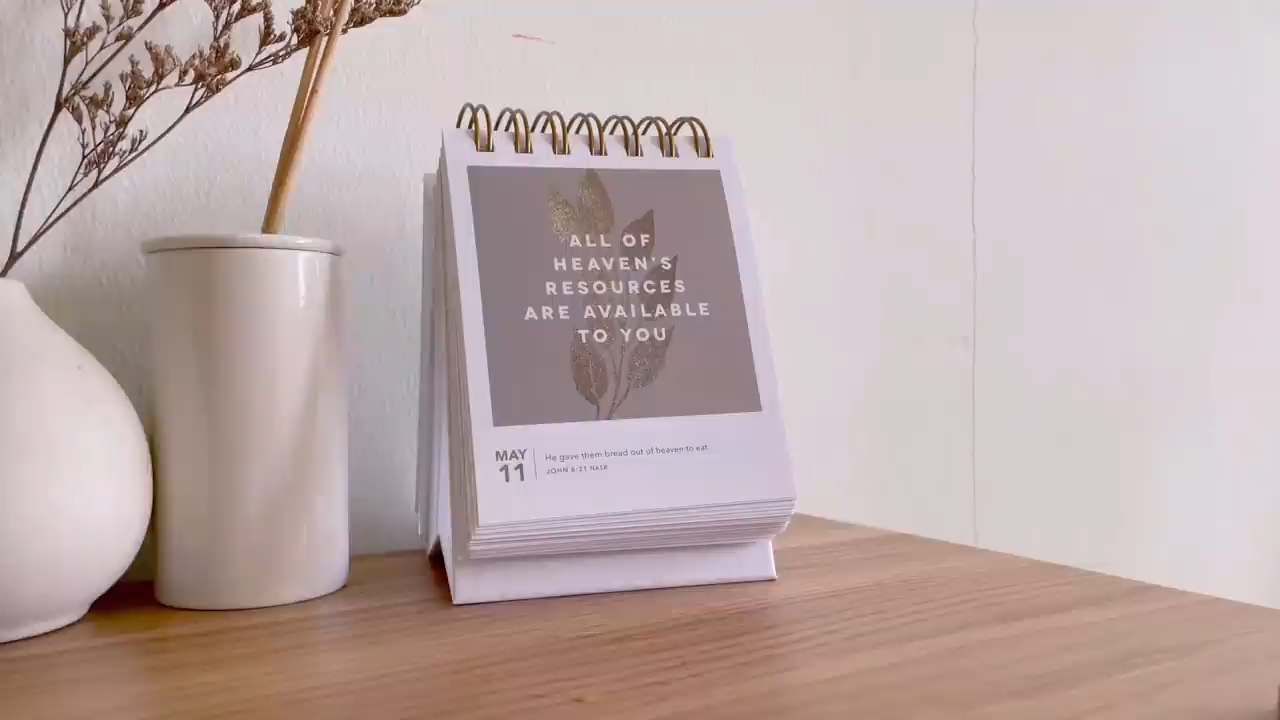 ALL OF
HEAVEN'S
RESOURCES
ARE AVAILABLE
TO YOU
MAY
11
He gave them bread out of heaven to eat
JOHN 6:31 NASB